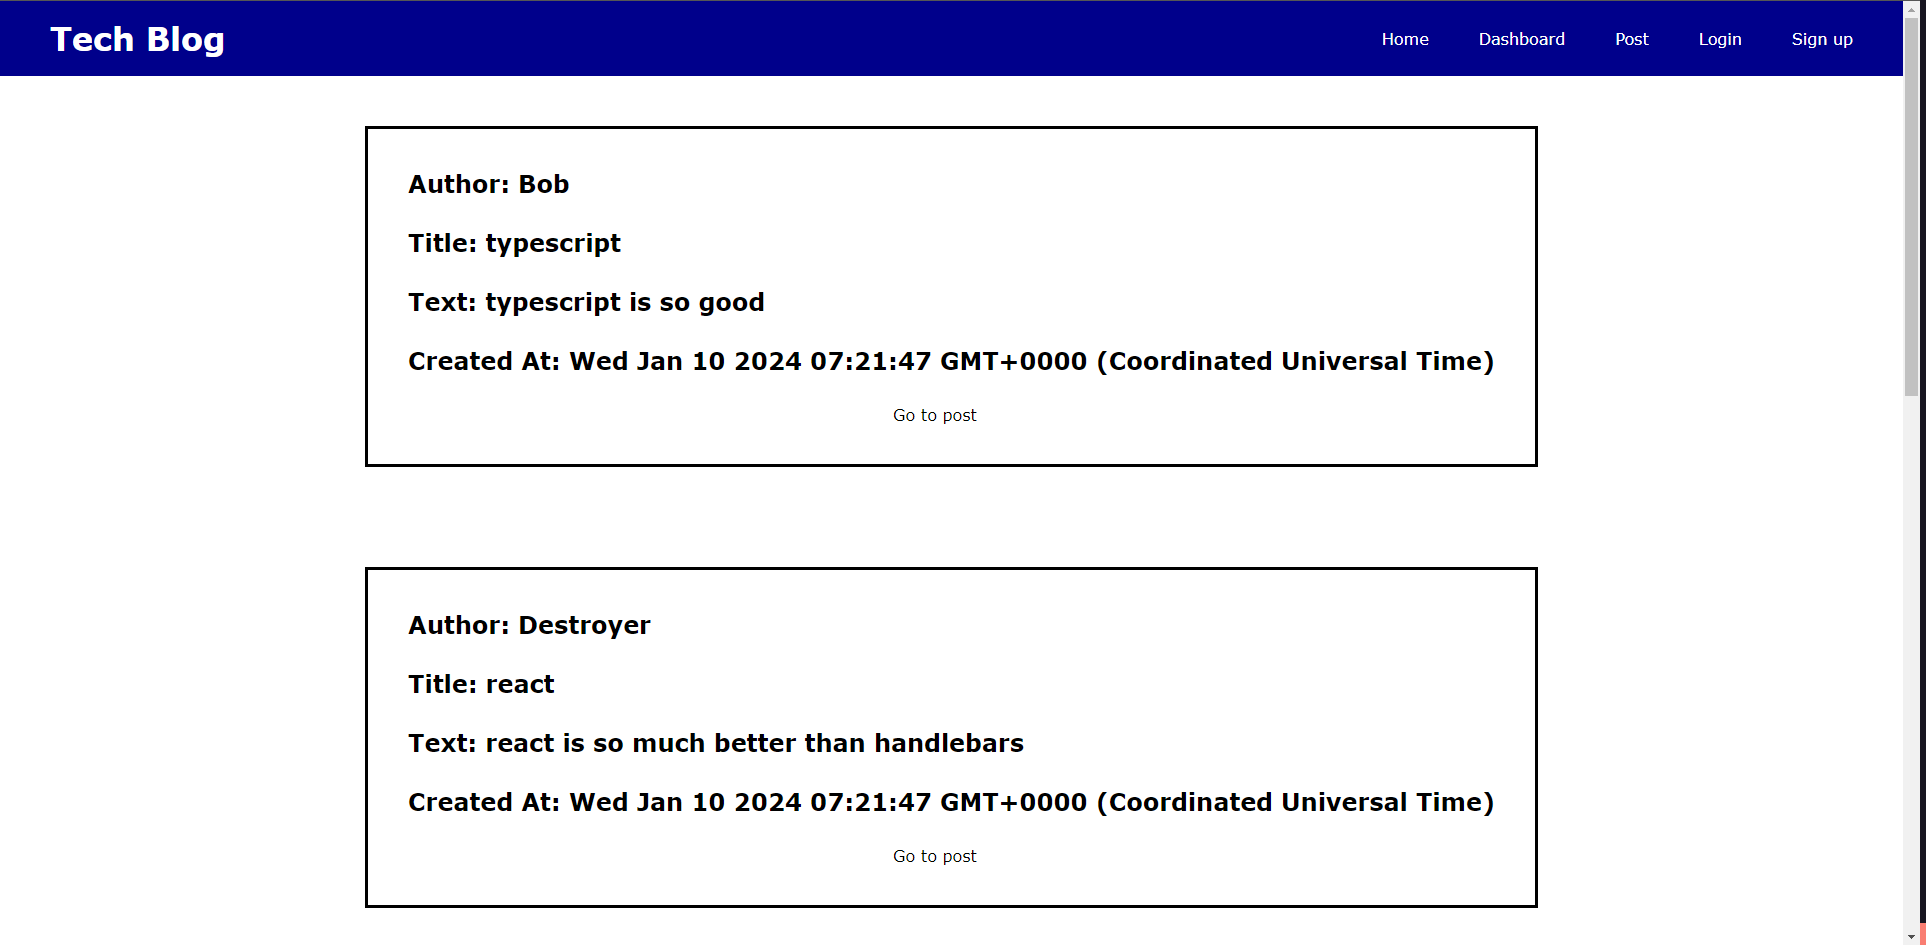 Tech Blog
Home Dashboard Post Login Sign up
Author: Bob
Title: typescript
Text: typescript is so good
Created At: Wed Jan 10 2024 07:21:47 GMT+0000 (Coordinated Universal Time)
Go to post
Author: Destroyer
Title: react
Text: react is so much better than handlebars
Created At: Wed Jan 10 2024 07:21:47 GMT+0000 (Coordinated Universal Time)
Go to post